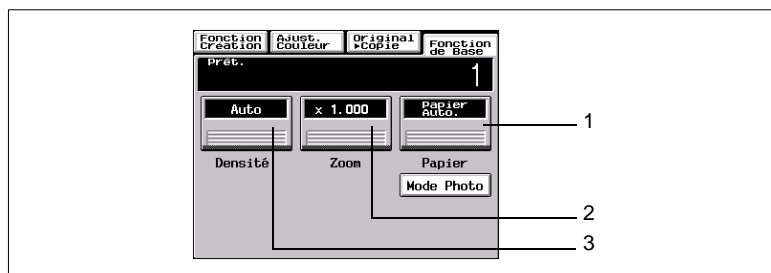 Fonction Création
Ajust. Couleur
Original ▶Copie
Fonction de Base
Prêt.
1
Auto
x 1.000
Papier Auto.
1
Densité
Zoom
Papier
Mode Photo
2
3